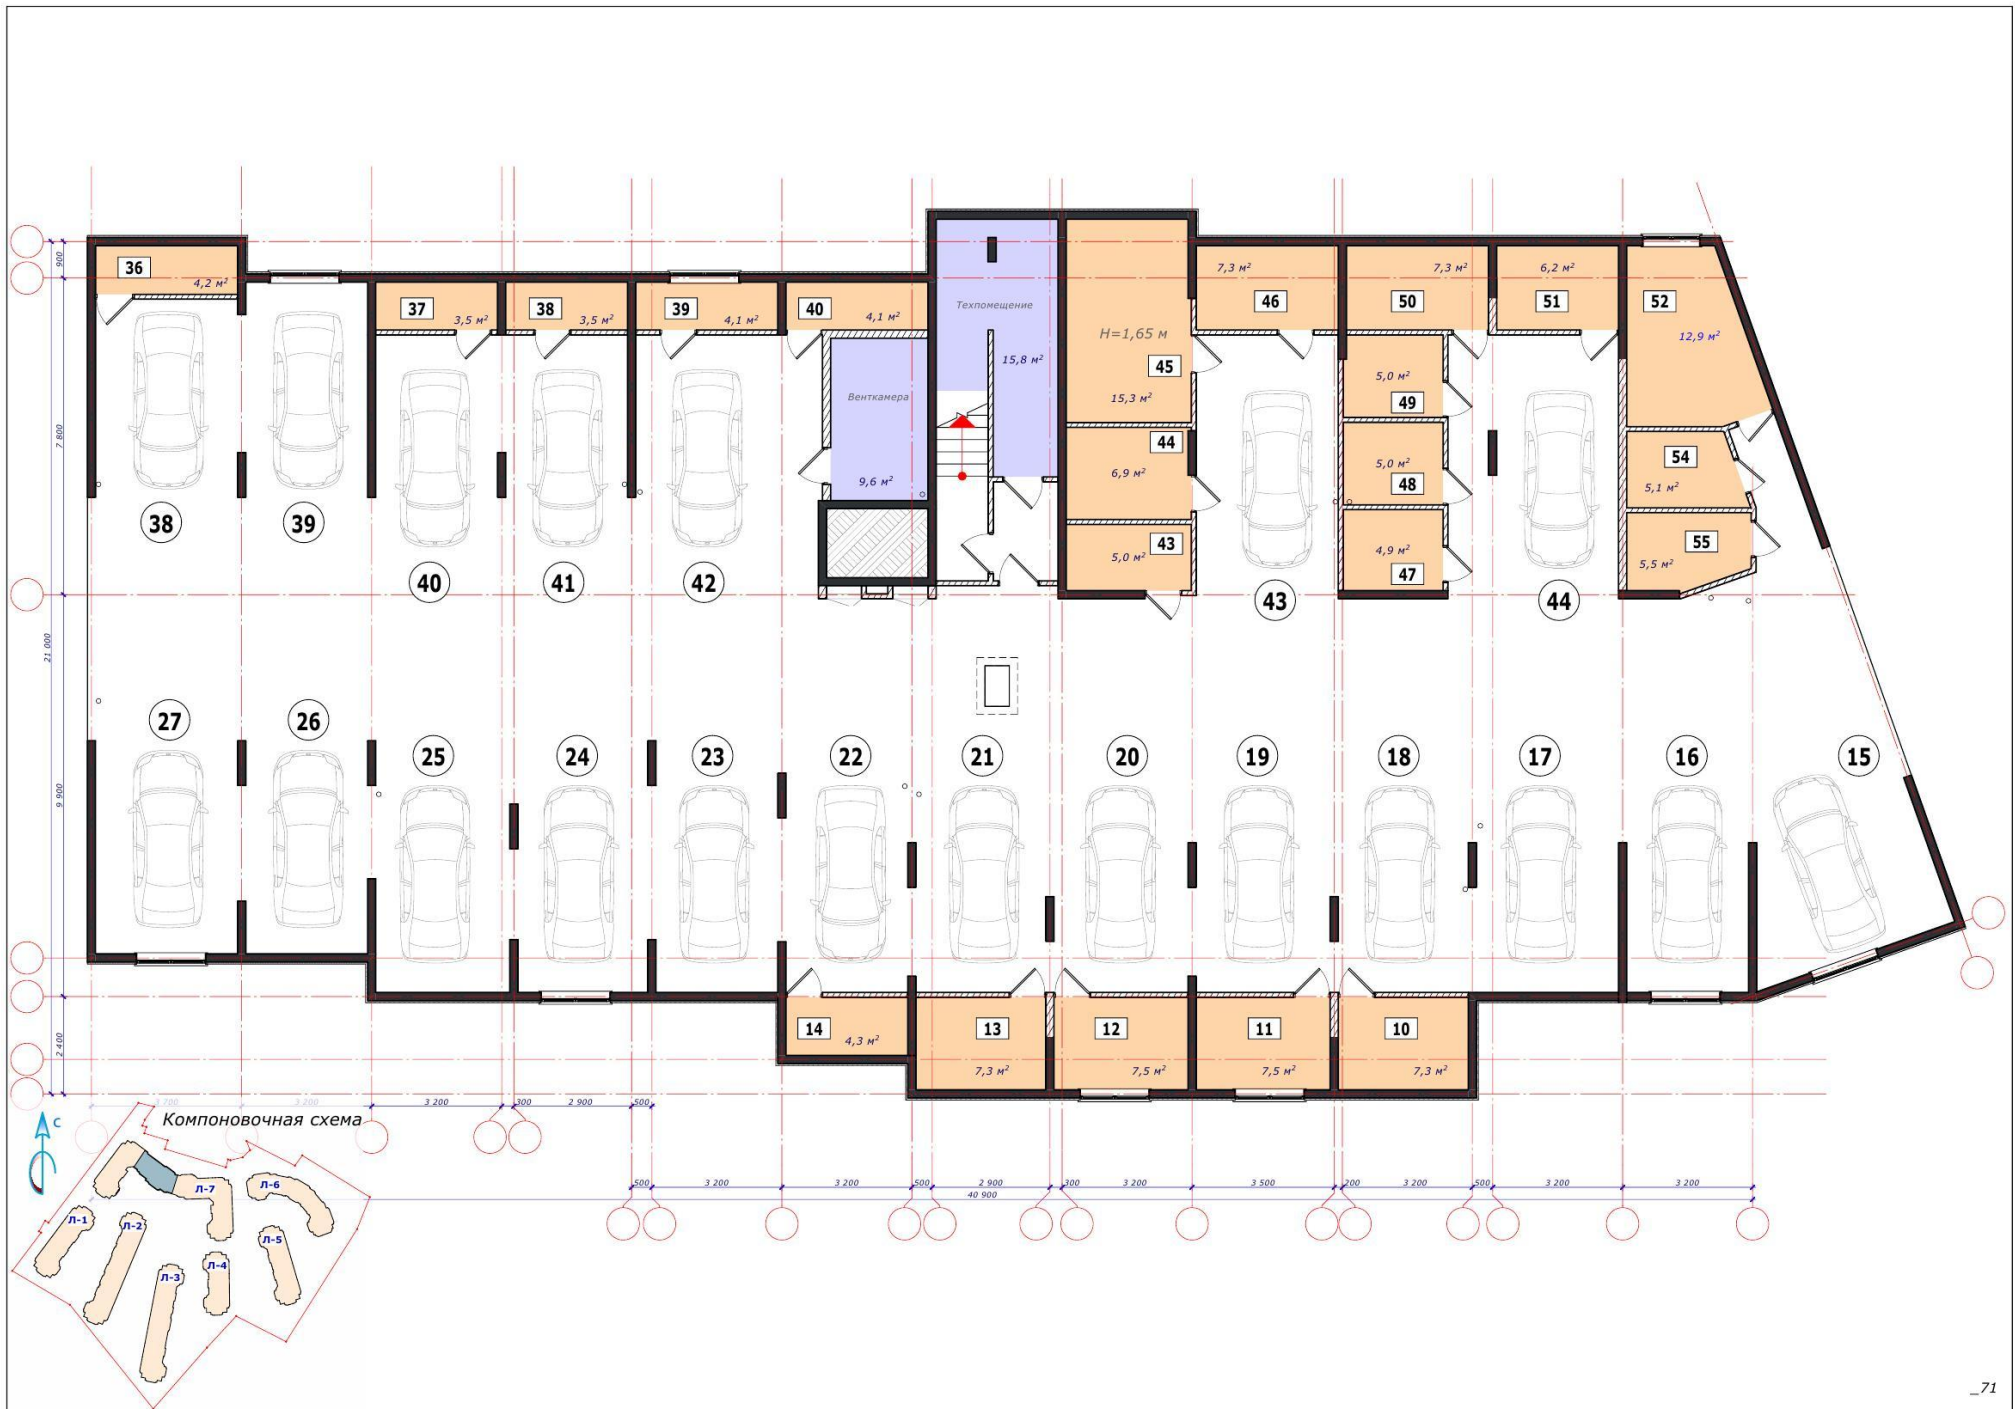 36
4,2 м²
37
3,5 м²
38
3,5 м²
39
4,1 м²
40
4,1 м²
Техпомещение
15,8 м²
Венткамера
9,6 м²
H=1,65 м
45
15,3 м²
44
6,9 м²
43
5,0 м²
7,3 м²
46
7,3 м²
50
6,2 м²
51
52
12,9 м²
5,0 м²
49
5,0 м²
48
4,9 м²
47
54
5,1 м²
55
5,5 м²
38
39
40
41
42
43
44
27
26
25
24
23
22
21
20
19
18
17
16
15
14
4,3 м²
13
7,3 м²
12
7,5 м²
11
7,5 м²
10
7,3 м²
900
7 800
21 000
9 900
2 400
3 700
3 200
3 200
300
2 900
500
500
3 200
3 200
500
2 900
300
3 200
3 500
200
3 200
500
3 200
3 200
40 900
С
Компоновочная схема
Л-7
Л-6
Л-1
Л-2
Л-5
Л-4
Л-3
_71